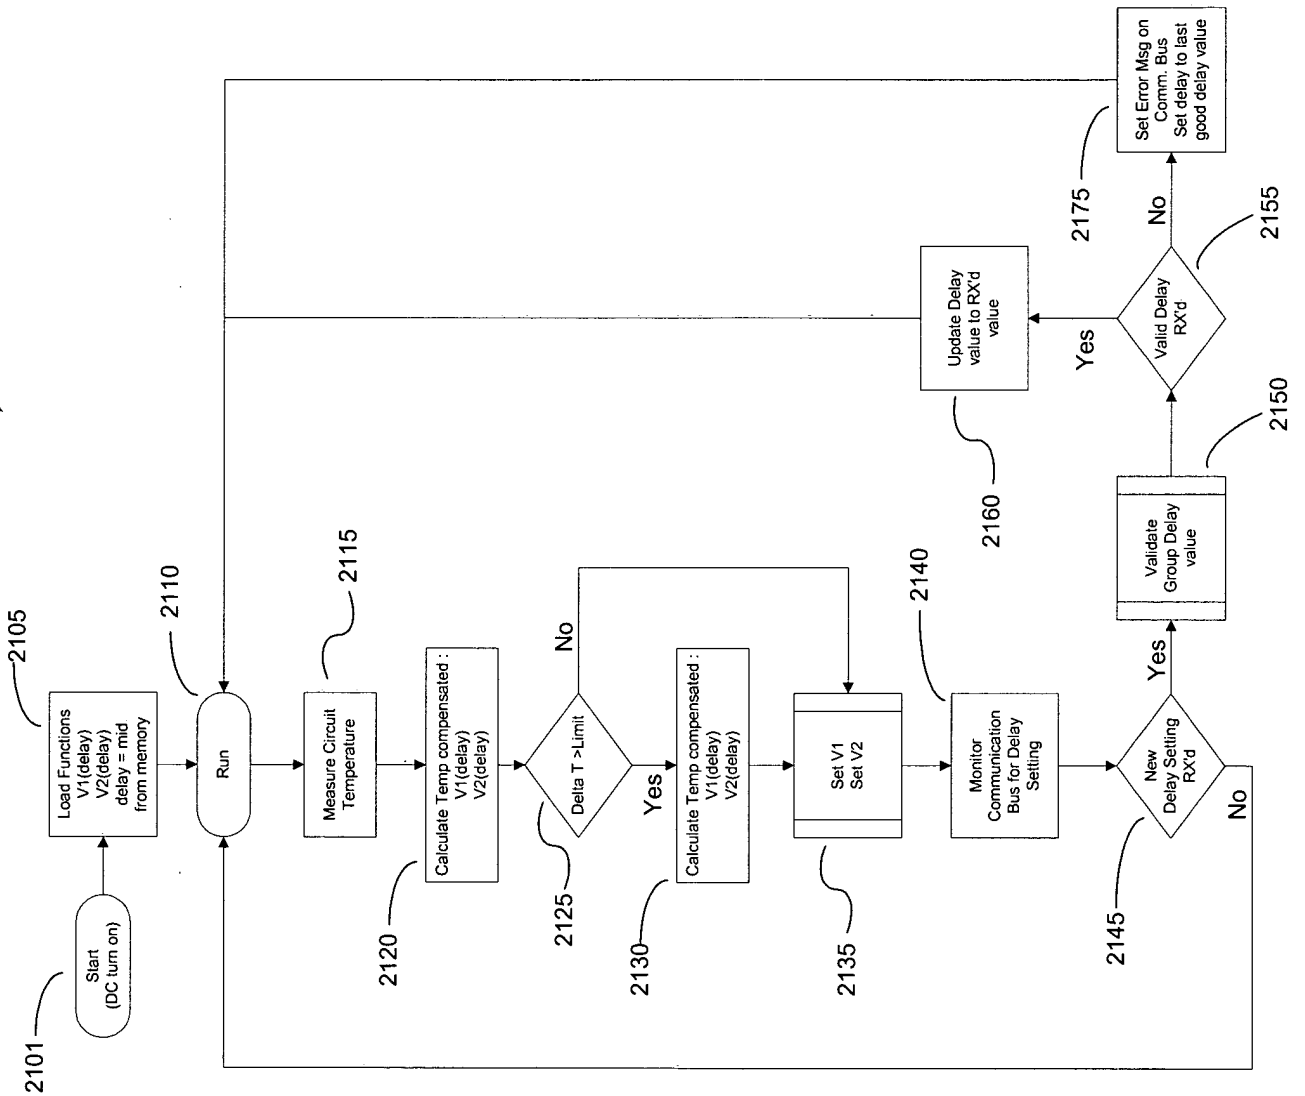 2101
Start
(DC turn on)
2105
Load Functions
V1(delay)
V2(delay)
delay = mid
from memory
2110
Run
2115
Measure Circuit
Temperature
2120
Calculate Temp compensated :
V1(delay)
V2(delay)
2125
Delta T >Limit
No
Yes
2130
Calculate Temp compensated :
V1(delay)
V2(delay)
2135
Set V1
Set V2
2140
Monitor
Communication
Bus for Delay
Setting
2145
New
Delay Setting
RX'd
No
Yes
2150
Validate
Group Delay
value
2155
Valid Delay
RX'd
Yes
No
2160
Update Delay
value to RX'd
value
2175
Set Error Msg on
Comm. Bus
Set delay to last
good delay value